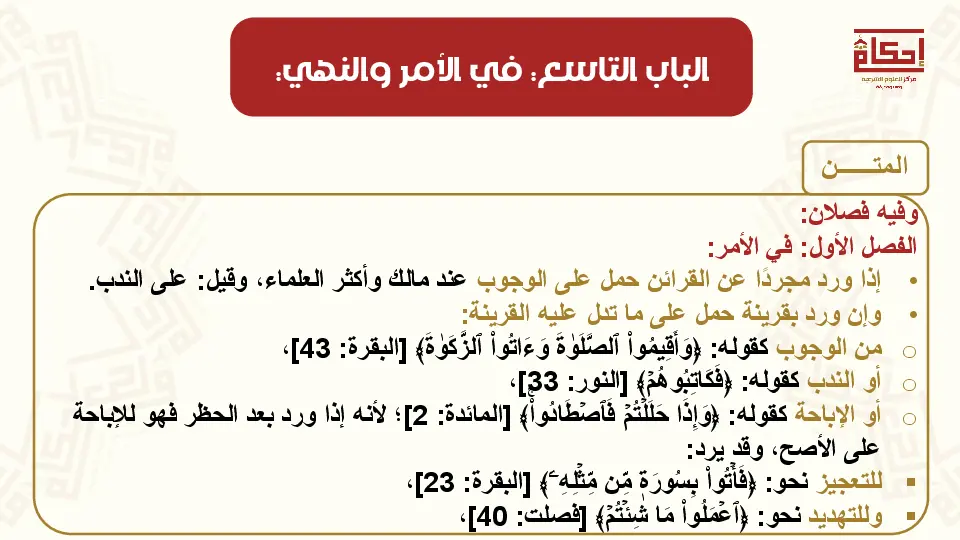 الباب التاسع: في الأمر والنهي:
إحكام
مركز للعلوم الشرعية
المتـــــــن
وفيه فصلان:
الفصل الأول: في الأمر:
• إذا ورد مجردًا عن القرائن حمل على الوجوب عند مالك وأكثر العلماء، وقيل: على الندب.
• وإن ورد بقرينة حمل على ما تدل عليه القرينة:
○ من الوجوب كقوله: ﴿وَأَقِيمُواْ ٱلصَّلَوٰةَ وَءَاتُواْ ٱلزَّكَوٰةَ﴾ [البقرة: 43]،
○ أو الندب كقوله: ﴿فَكَاتِبُوهُمۡ﴾ [النور: 33]،
○ أو الإباحة كقوله: ﴿وَإِذَا حَلَلۡتُمۡ فَٱصۡطَادُواْۚ﴾ [المائدة: 2]؛ لأنه إذا ورد بعد الحظر فهو للإباحة
على الأصح، وقد يرد:
▪ للتعجيز نحو: ﴿فَأۡتُواْ بِسُورَةٖ مِّن مِّثۡلِهِۦ﴾ [البقرة: 23]،
▪ وللتهديد نحو: ﴿ٱعۡمَلُواْ مَا شِئۡتُمۡ﴾ [فصلت: 40]،